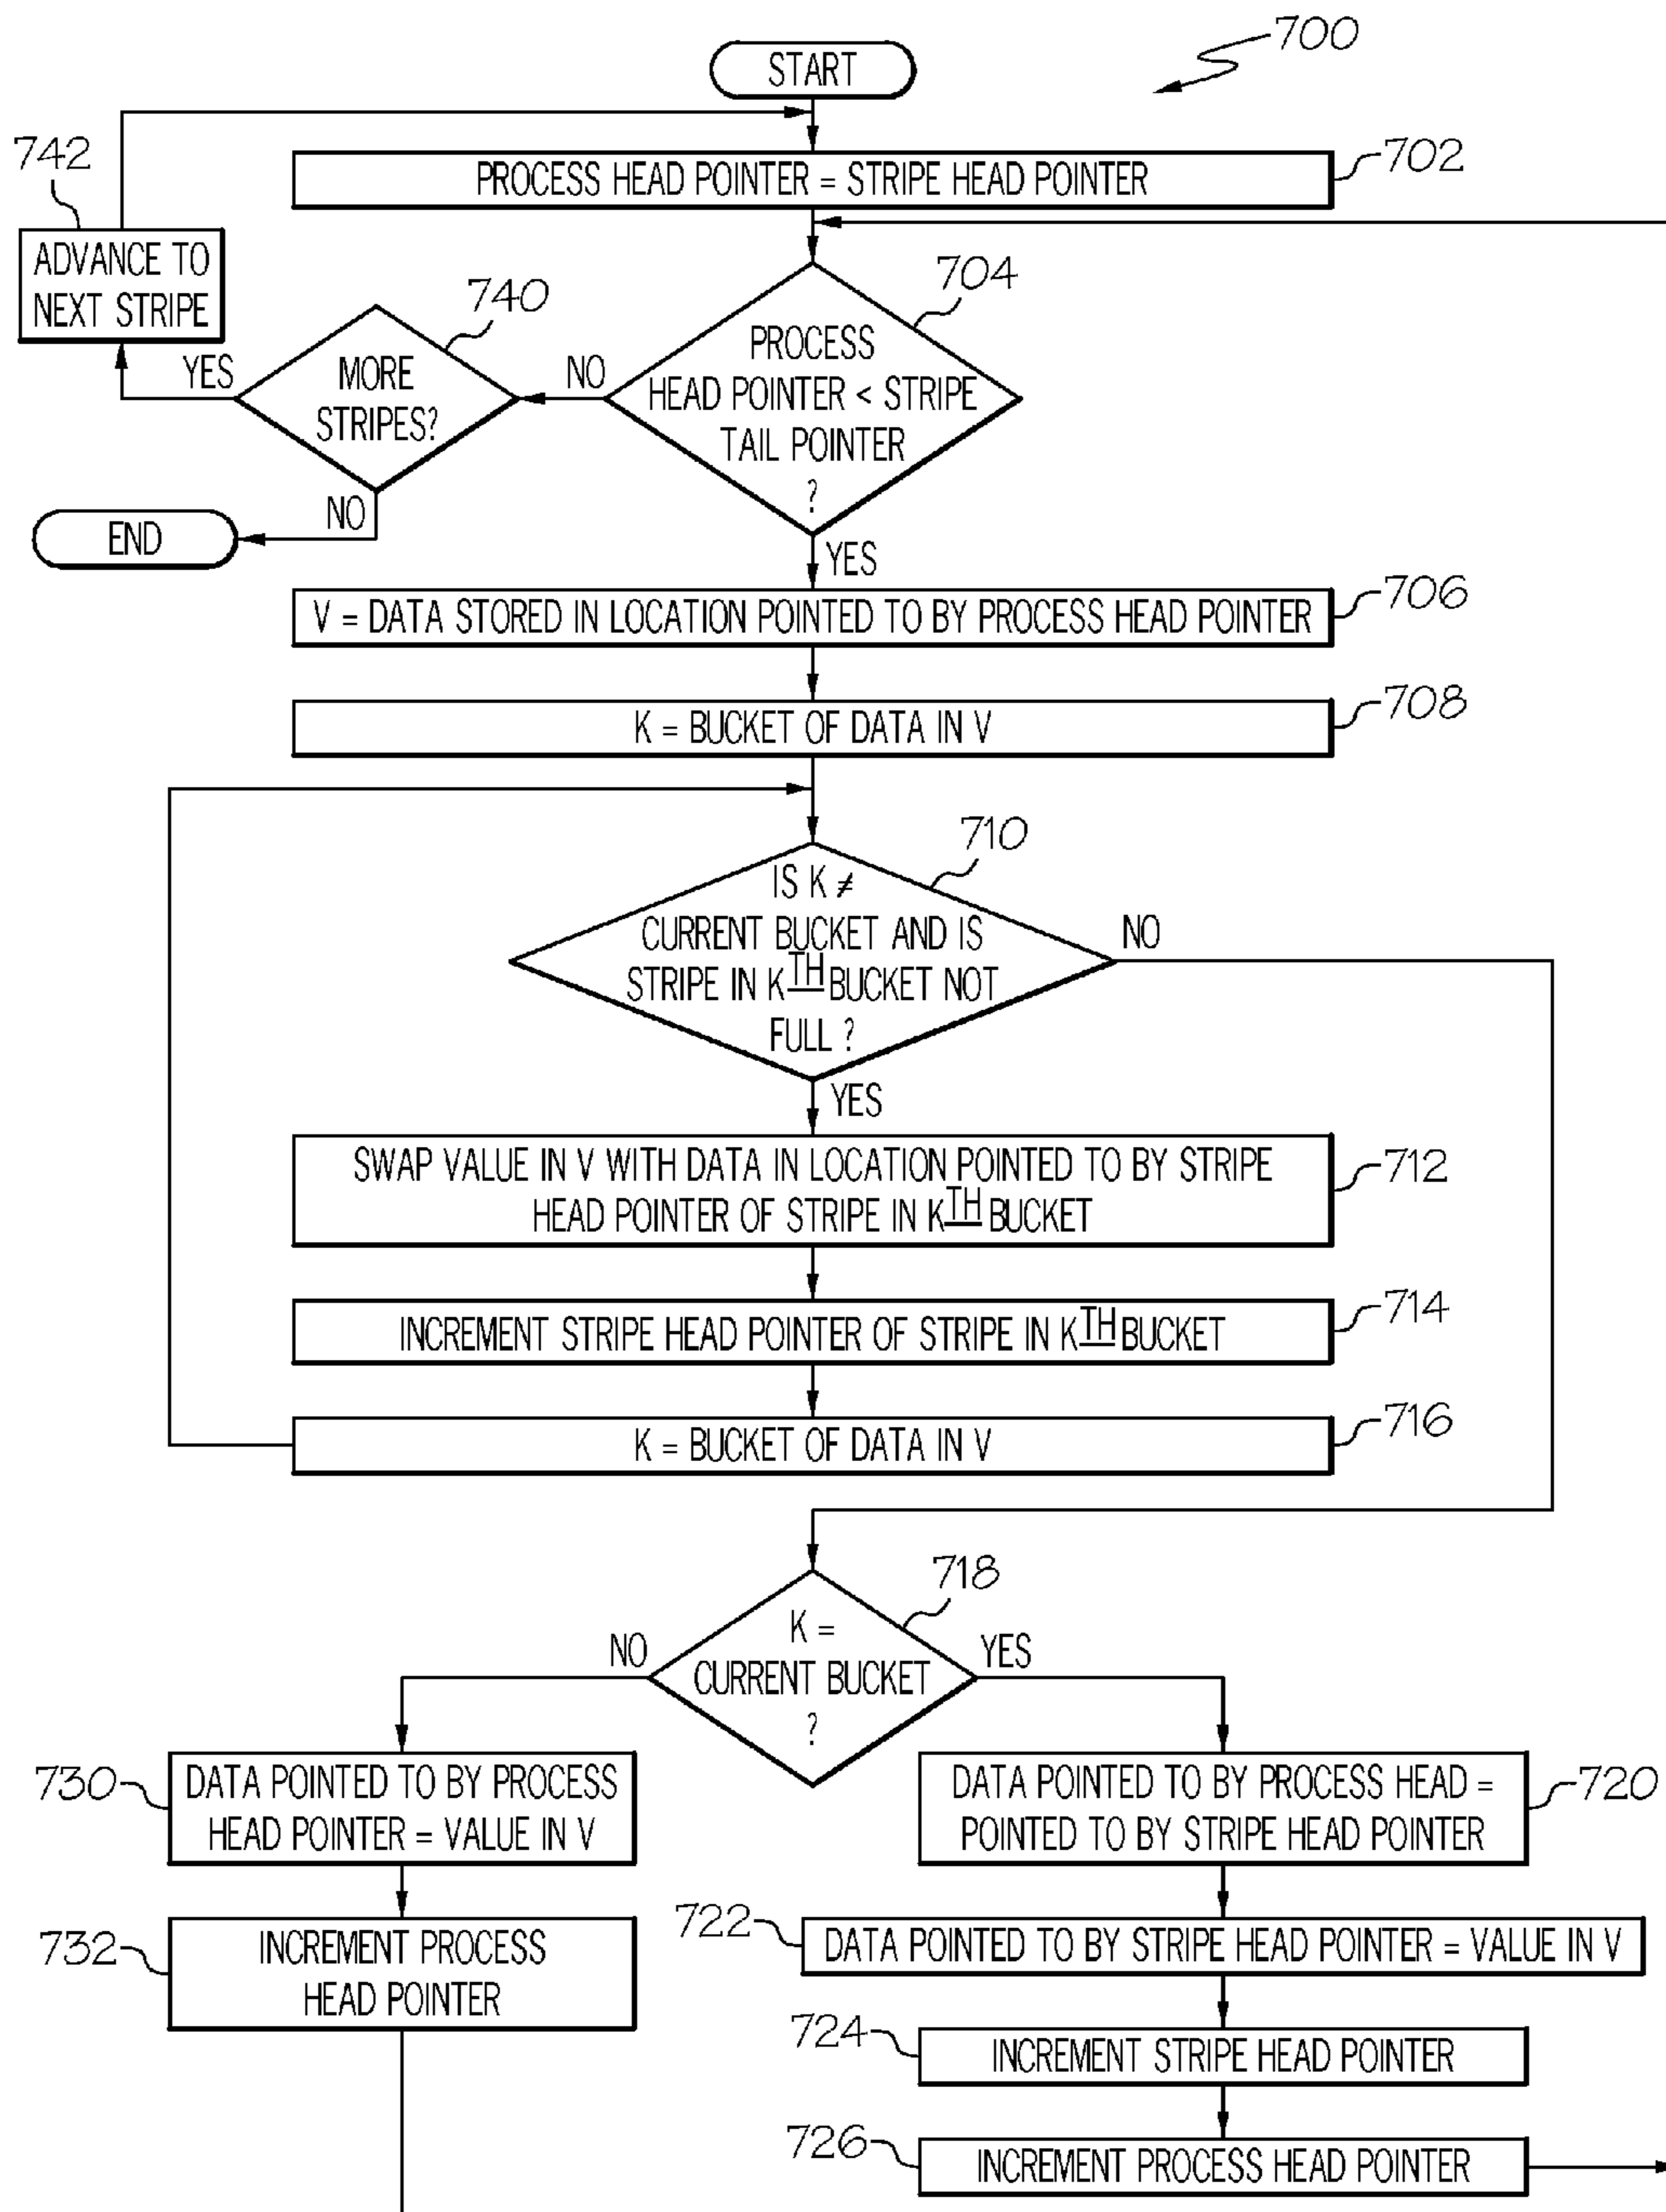 700
START
742
702
PROCESS HEAD POINTER = STRIPE HEAD POINTER
ADVANCE TO
NEXT STRIPE
740
704
YES
MORE
STRIPES?
NO
PROCESS
HEAD POINTER < STRIPE
TAIL POINTER
?
NO
END
YES
706
V = DATA STORED IN LOCATION POINTED TO BY PROCESS HEAD POINTER
708
K = BUCKET OF DATA IN V
710
IS K ≠
CURRENT BUCKET AND IS
STRIPE IN KTH BUCKET NOT
FULL ?
NO
YES
712
SWAP VALUE IN V WITH DATA IN LOCATION POINTED TO BY STRIPE
HEAD POINTER OF STRIPE IN KTH BUCKET
714
INCREMENT STRIPE HEAD POINTER OF STRIPE IN KTH BUCKET
716
K = BUCKET OF DATA IN V
718
NO
K =
CURRENT BUCKET
?
YES
730
DATA POINTED TO BY PROCESS
HEAD POINTER = VALUE IN V
DATA POINTED TO BY PROCESS HEAD =
POINTED TO BY STRIPE HEAD POINTER
720
732
INCREMENT PROCESS
HEAD POINTER
722
DATA POINTED TO BY STRIPE HEAD POINTER = VALUE IN V
724
INCREMENT STRIPE HEAD POINTER
726
INCREMENT PROCESS HEAD POINTER